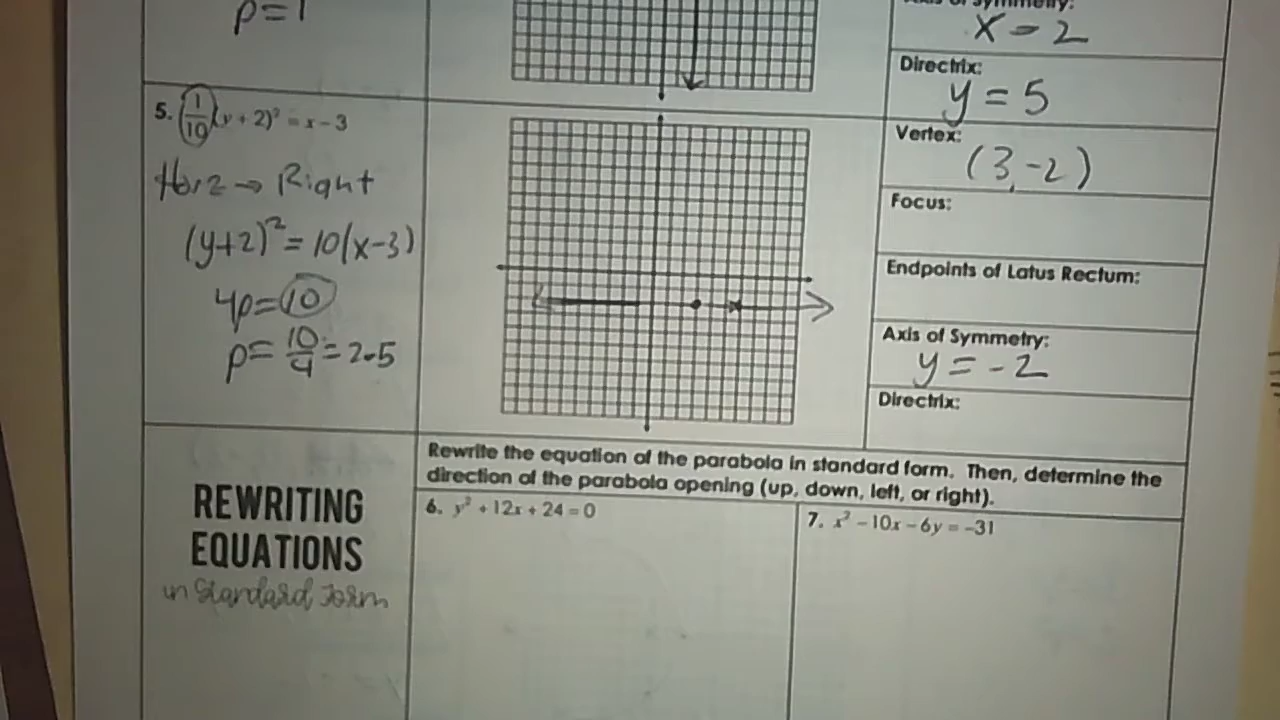 p=1
Axis of Symmetry:
x = 2
Directrix:
y = 5
5. (1/10)(y + 2)² = x - 3
Horz → Right
(y+2)² = 10(x-3)
4p=10
p= 10/4 = 2.5
Vertex:
(3,-2)
Focus:
Endpoints of Latus Rectum:
Axis of Symmetry:
y = -2
Directrix:
REWRITING
EQUATIONS
in Standard Form
Rewrite the equation of the parabola in standard form. Then, determine the
direction of the parabola opening (up, down, left, or right).
6. y² + 12x + 24 = 0
7. x² - 10x - 6y = -31